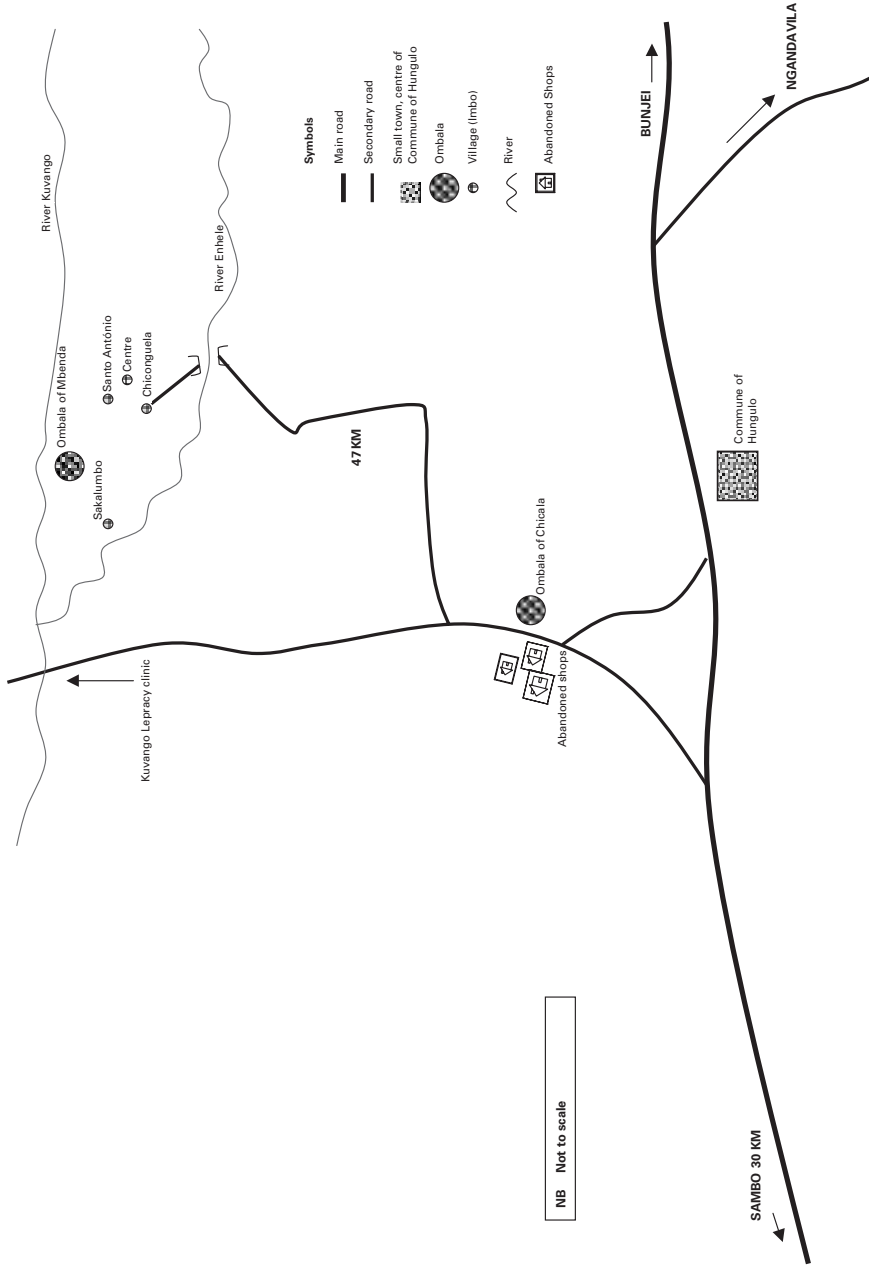 River Kuvango
Ombala of Mbenda
Santo António
Centre
Chiconguela
Sakalumbo
River Enhele
Kuvango Lepracy clinic
47 KM
Symbols
Main road
Secondary road
Small town, centre of
Commune of Hungulo
Ombala
Village (Imbo)
River
Abandoned Shops
Ombala of Chicala
Abandoned shops
BUNJEI
NGANDAVILA
Commune of
Hungulo
NB Not to scale
SAMBO 30 KM